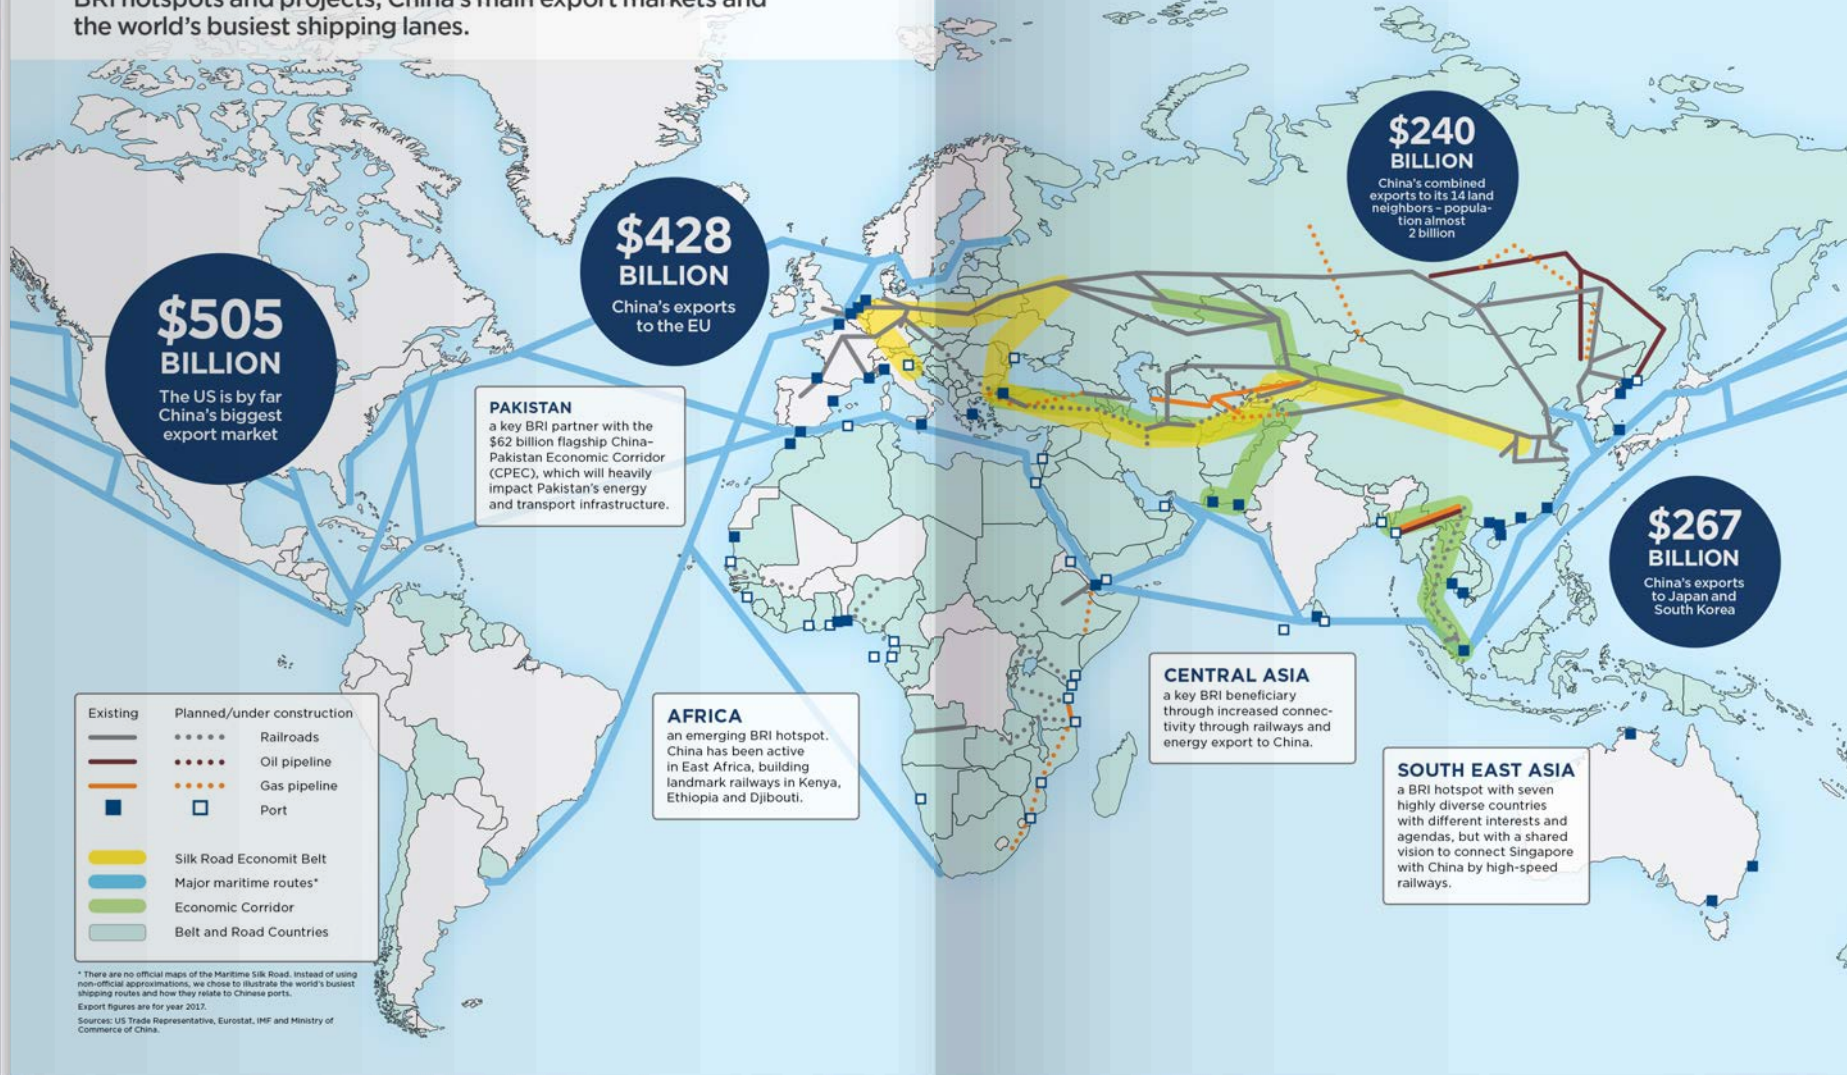 BRI hotspots and projects, China's main export markets and
the world's busiest shipping lanes.
$505
BILLION
The US is by far
China's biggest
export market
$428
BILLION
China's exports
to the EU
$240
BILLION
China's combined
exports to its 14 land
neighbors – popula-
tion almost
2 billion
$267
BILLION
China's exports
to Japan and
South Korea
PAKISTAN
a key BRI partner with the
$62 billion flagship China–
Pakistan Economic Corridor
(CPEC), which will heavily
impact Pakistan's energy
and transport infrastructure.
AFRICA
an emerging BRI hotspot.
China has been active
in East Africa, building
landmark railways in Kenya,
Ethiopia and Djibouti.
CENTRAL ASIA
a key BRI beneficiary
through increased connec-
tivity through railways and
energy export to China.
SOUTH EAST ASIA
a BRI hotspot with seven
highly diverse countries
with different interests and
agendas, but with a shared
vision to connect Singapore
with China by high-speed
railways.
Existing Planned/under construction
Railroads
Oil pipeline
Gas pipeline
Port
Silk Road Economit Belt
Major maritime routes*
Economic Corridor
Belt and Road Countries
* There are no official maps of the Maritime Silk Road. Instead of using
non-official approximations, we chose to illustrate the world's busiest
shipping routes and how they relate to Chinese ports.
Export figures are for year 2017.
Sources: US Trade Representative, Eurostat, IMF and Ministry of
Commerce of China.